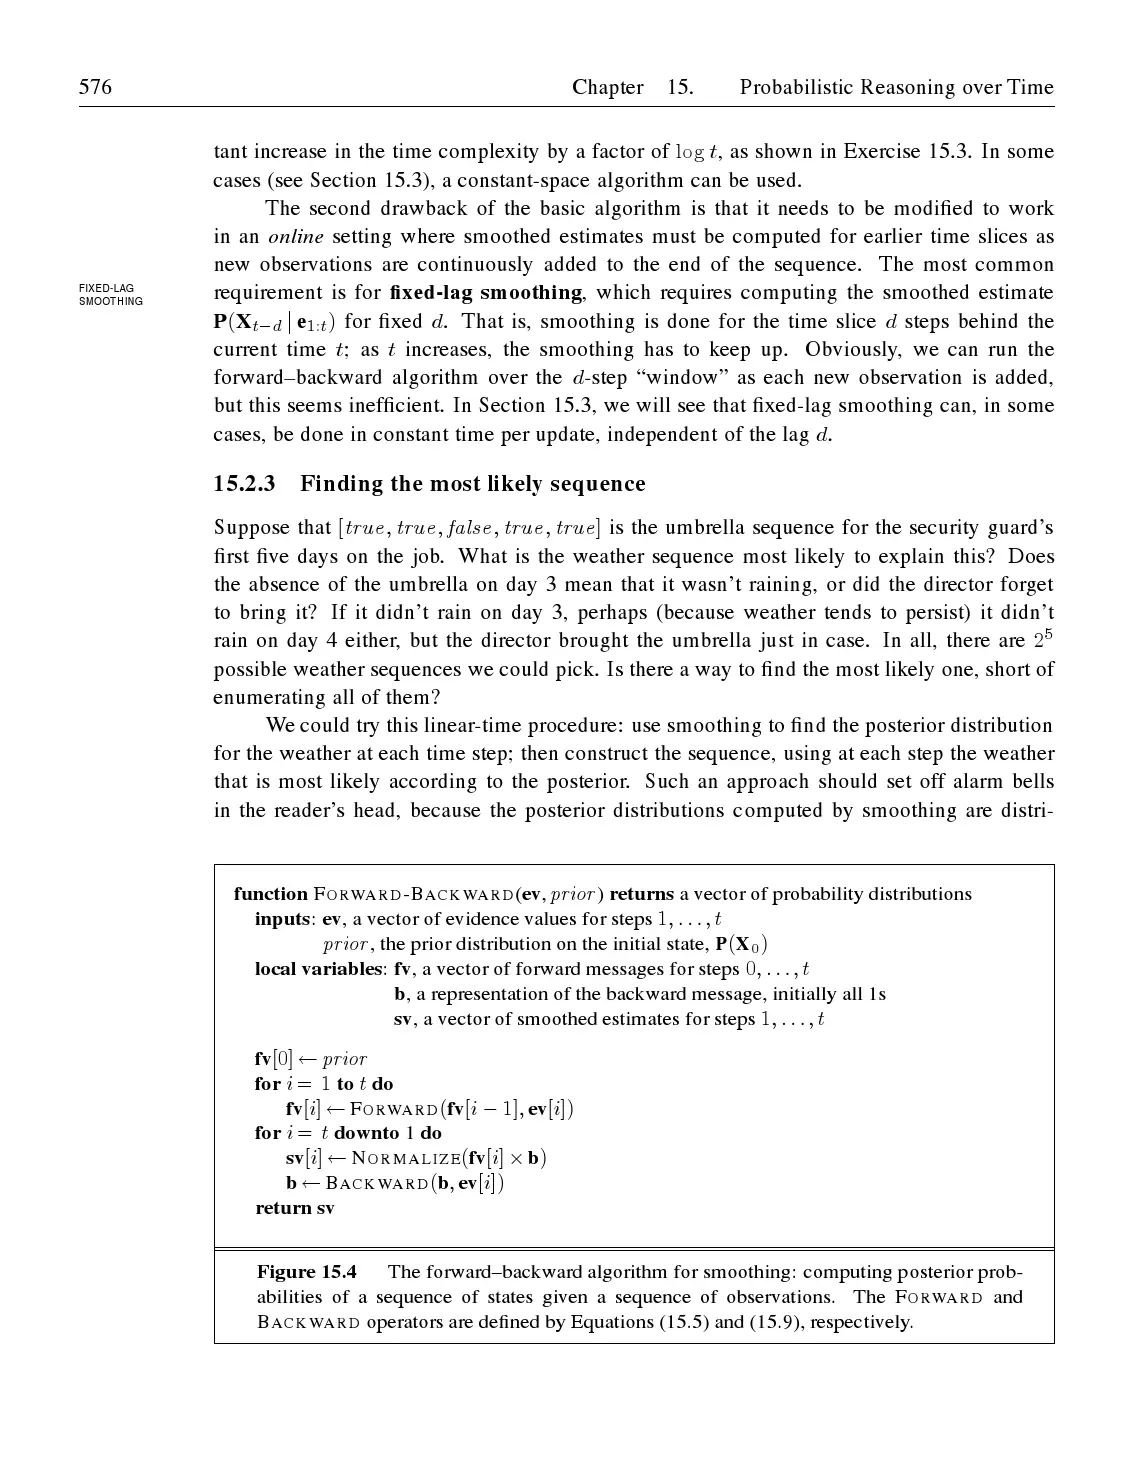 576 Chapter 15. Probabilistic Reasoning over Time
tant increase in the time complexity by a factor of log t, as shown in Exercise 15.3. In some
cases (see Section 15.3), a constant-space algorithm can be used.
The second drawback of the basic algorithm is that it needs to be modified to work
in an online setting where smoothed estimates must be computed for earlier time slices as
new observations are continuously added to the end of the sequence. The most common
FIXED-LAG
SMOOTHING
requirement is for fixed-lag smoothing, which requires computing the smoothed estimate
P(X_{t−d} | e_{1:t}) for fixed d. That is, smoothing is done for the time slice d steps behind the
current time t; as t increases, the smoothing has to keep up. Obviously, we can run the
forward–backward algorithm over the d-step “window” as each new observation is added,
but this seems inefficient. In Section 15.3, we will see that fixed-lag smoothing can, in some
cases, be done in constant time per update, independent of the lag d.
15.2.3 Finding the most likely sequence
Suppose that [true, true, false, true, true] is the umbrella sequence for the security guard’s
first five days on the job. What is the weather sequence most likely to explain this? Does
the absence of the umbrella on day 3 mean that it wasn’t raining, or did the director forget
to bring it? If it didn’t rain on day 3, perhaps (because weather tends to persist) it didn’t
rain on day 4 either, but the director brought the umbrella just in case. In all, there are 2^5
possible weather sequences we could pick. Is there a way to find the most likely one, short of
enumerating all of them?
We could try this linear-time procedure: use smoothing to find the posterior distribution
for the weather at each time step; then construct the sequence, using at each step the weather
that is most likely according to the posterior. Such an approach should set off alarm bells
in the reader’s head, because the posterior distributions computed by smoothing are distri-
function FORWARD-BACKWARD(ev, prior) returns a vector of probability distributions
inputs: ev, a vector of evidence values for steps 1, . . . , t
prior, the prior distribution on the initial state, P(X_0)
local variables: fv, a vector of forward messages for steps 0, . . . , t
b, a representation of the backward message, initially all 1s
sv, a vector of smoothed estimates for steps 1, . . . , t
fv[0] ← prior
for i = 1 to t do
fv[i] ← FORWARD(fv[i − 1], ev[i])
for i = t downto 1 do
sv[i] ← NORMALIZE(fv[i] × b)
b ← BACKWARD(b, ev[i])
return sv
Figure 15.4 The forward–backward algorithm for smoothing: computing posterior prob-
abilities of a sequence of states given a sequence of observations. The FORWARD and
BACKWARD operators are defined by Equations (15.5) and (15.9), respectively.